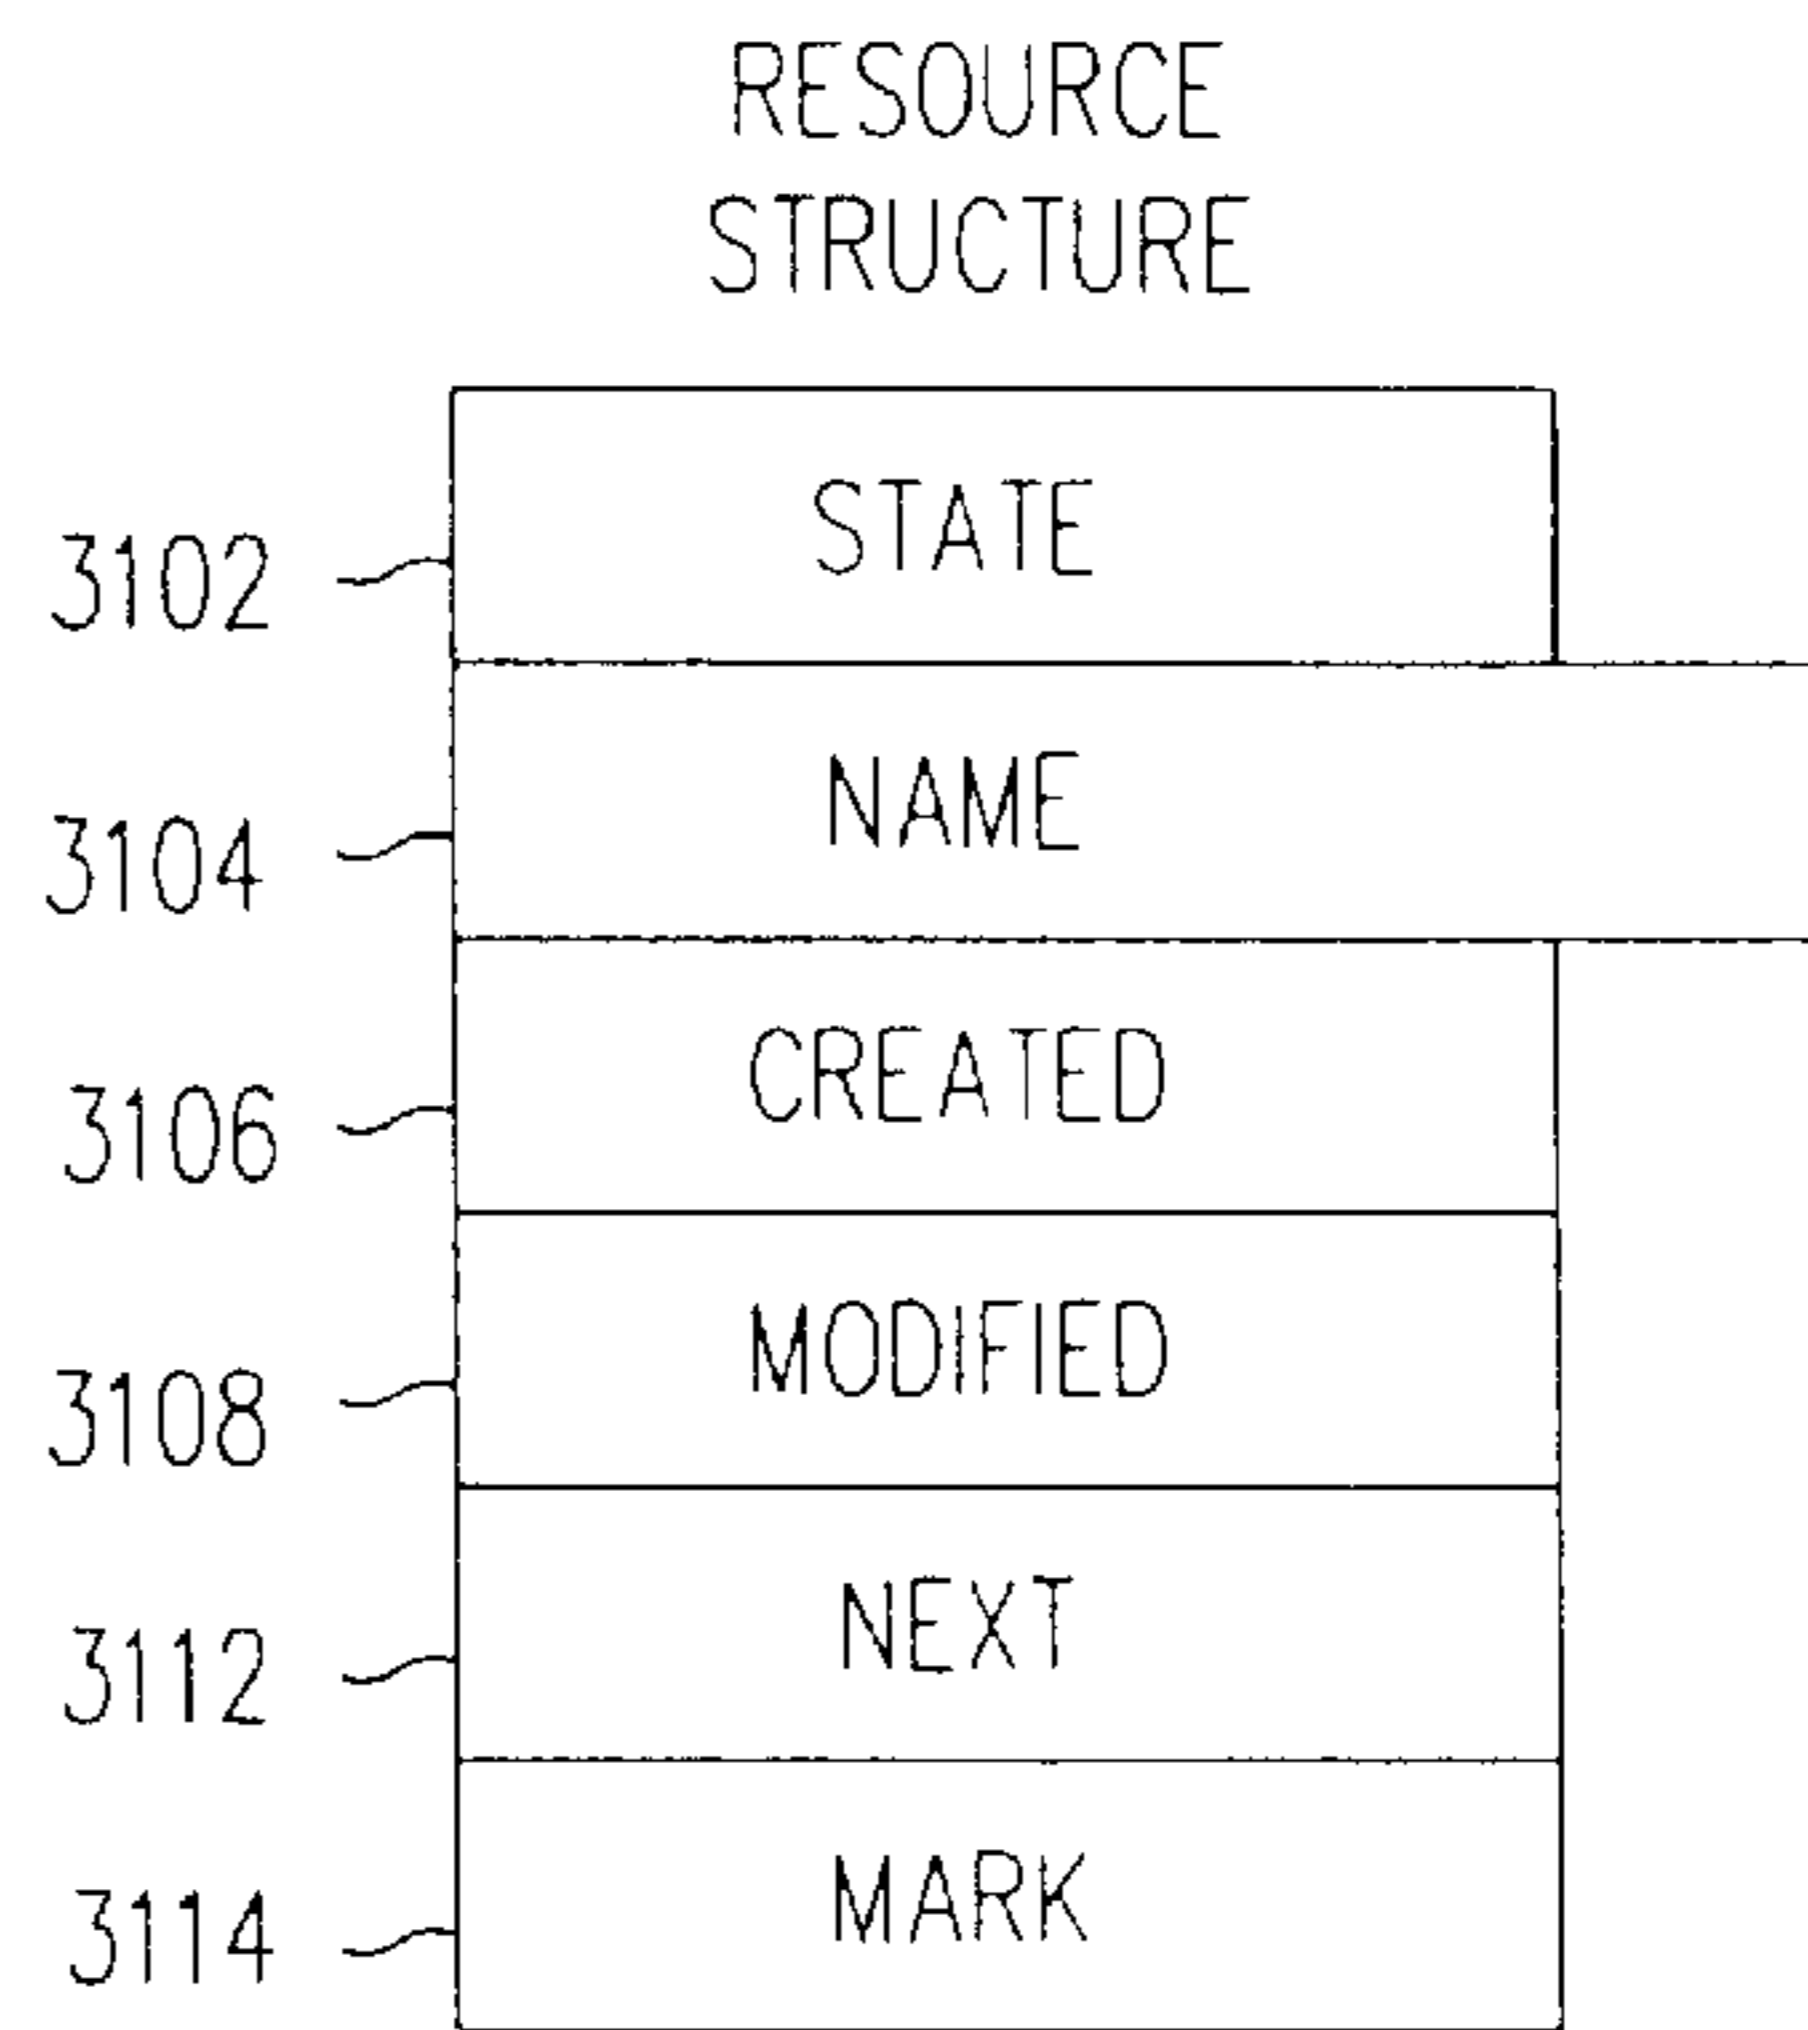 RESOURCE
STRUCTURE
STATE
3102
NAME
3104
CREATED
3106
MODIFIED
3108
NEXT
3112
MARK
3114